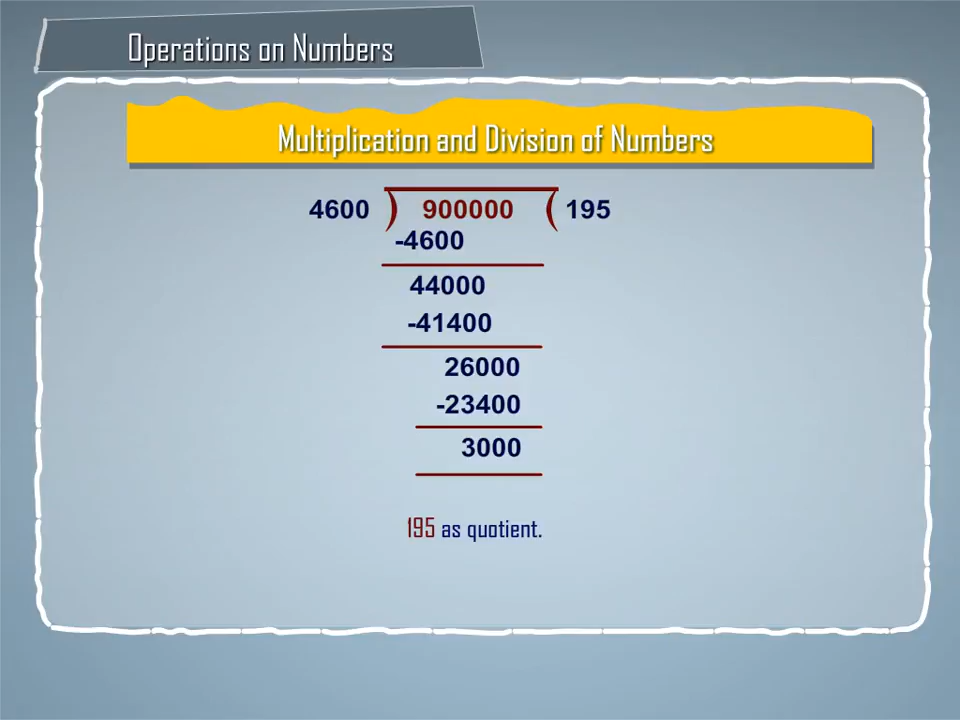 Operations on Numbers
Multiplication and Division of Numbers
4600 ) 900000 ( 195
-4600
44000
-41400
26000
-23400
3000
195 as quotient.